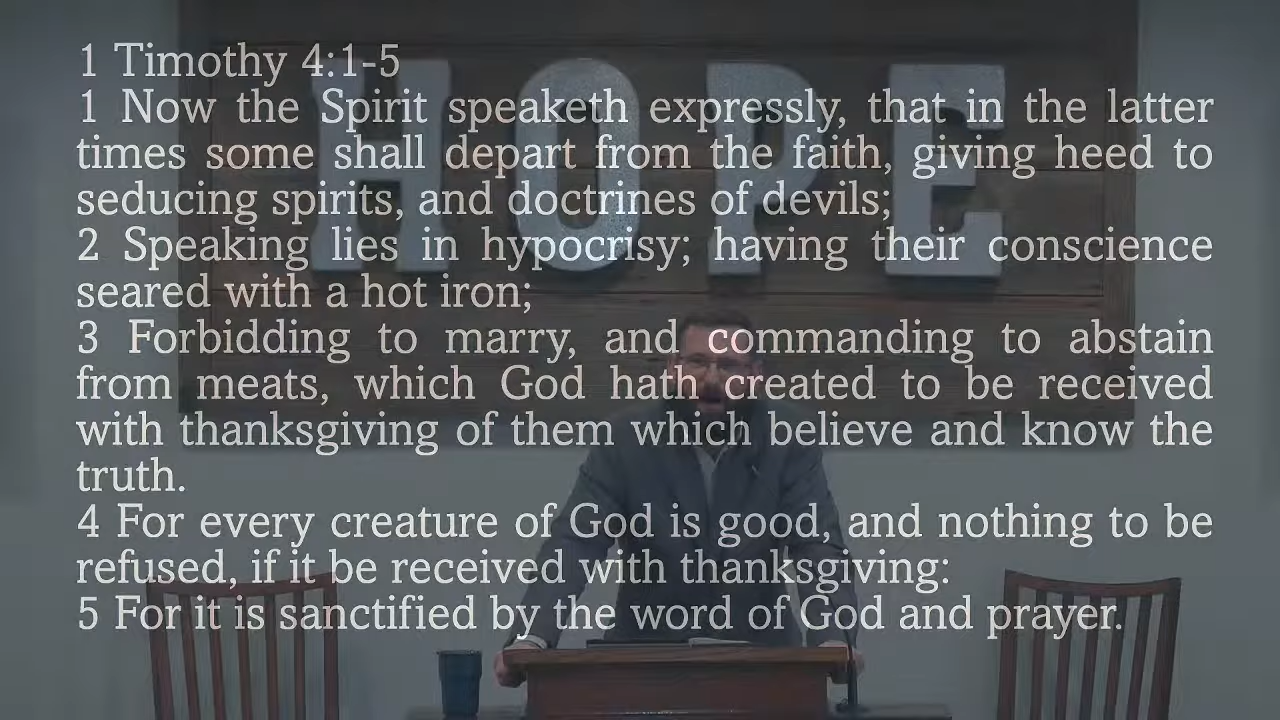 HOPE
1 Timothy 4:1-5
1 Now the Spirit speaketh expressly, that in the latter
times some shall depart from the faith, giving heed to
seducing spirits, and doctrines of devils;
2 Speaking lies in hypocrisy; having their conscience
seared with a hot iron;
3 Forbidding to marry, and commanding to abstain
from meats, which God hath created to be received
with thanksgiving of them which believe and know the
truth.
4 For every creature of God is good, and nothing to be
refused, if it be received with thanksgiving:
5 For it is sanctified by the word of God and prayer.